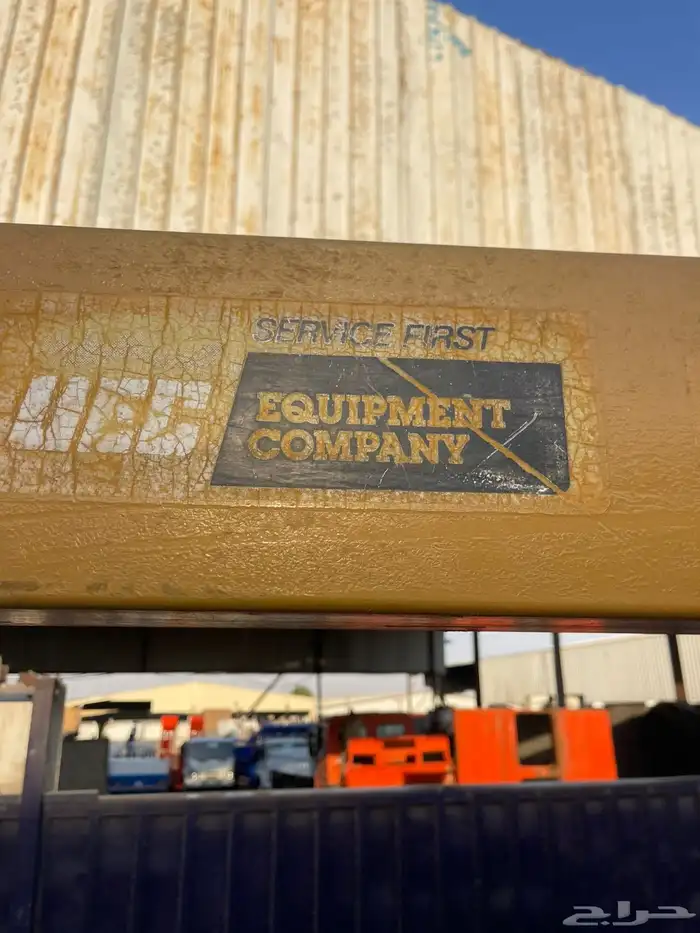 SERVICE FIRST
EQUIPMENT
COMPANY
حراج